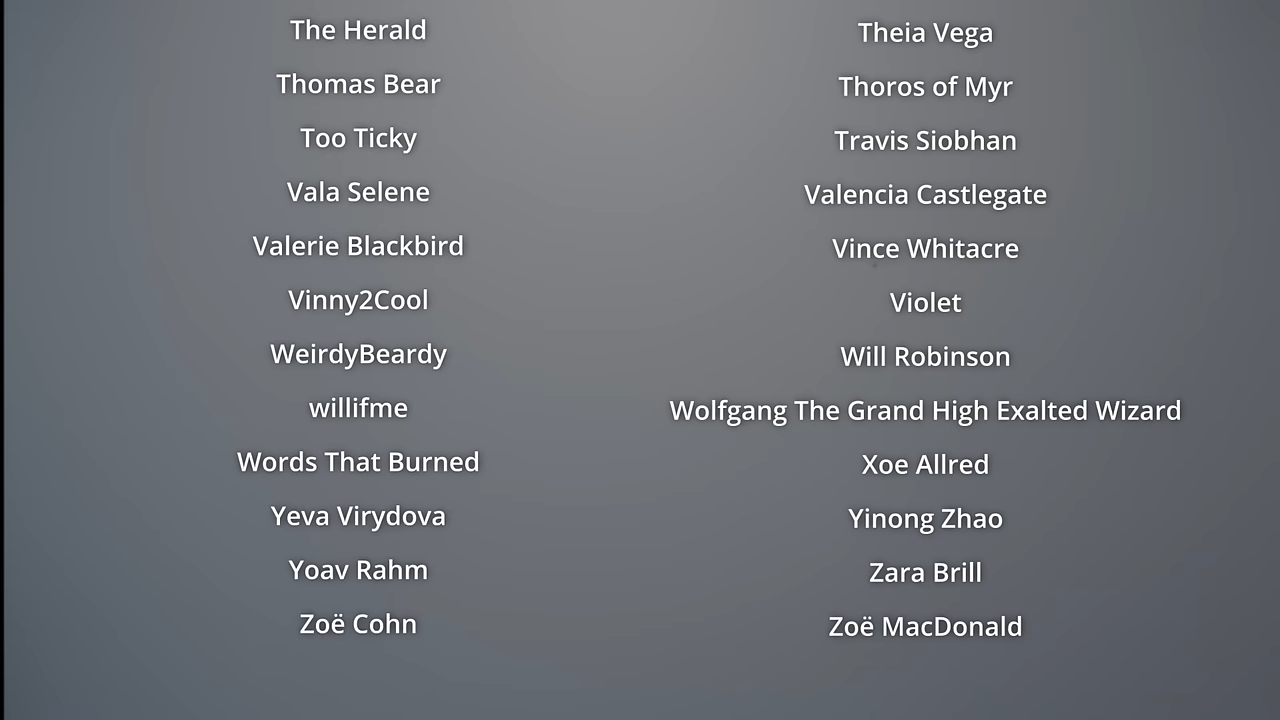 The Herald
Theia Vega
Thomas Bear
Thoros of Myr
Too Ticky
Travis Siobhan
Vala Selene
Valencia Castlegate
Valerie Blackbird
Vince Whitacre
Vinny2Cool
Violet
WeirdyBeardy
Will Robinson
willifme
Wolfgang The Grand High Exalted Wizard
Words That Burned
Xoe Allred
Yeva Virydova
Yinong Zhao
Yoav Rahm
Zara Brill
Zoë Cohn
Zoë MacDonald